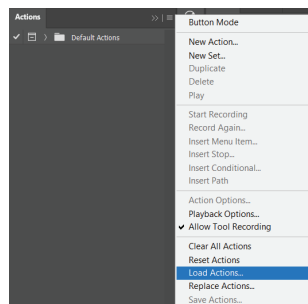 Actions
Default Actions
Button Mode
New Action...
New Set...
Duplicate
Delete
Play
Start Recording
Record Again...
Insert Menu Item...
Insert Stop...
Insert Conditional...
Insert Path
Action Options...
Playback Options...
Allow Tool Recording
Clear All Actions
Reset Actions
Load Actions...
Replace Actions...
Save Actions...